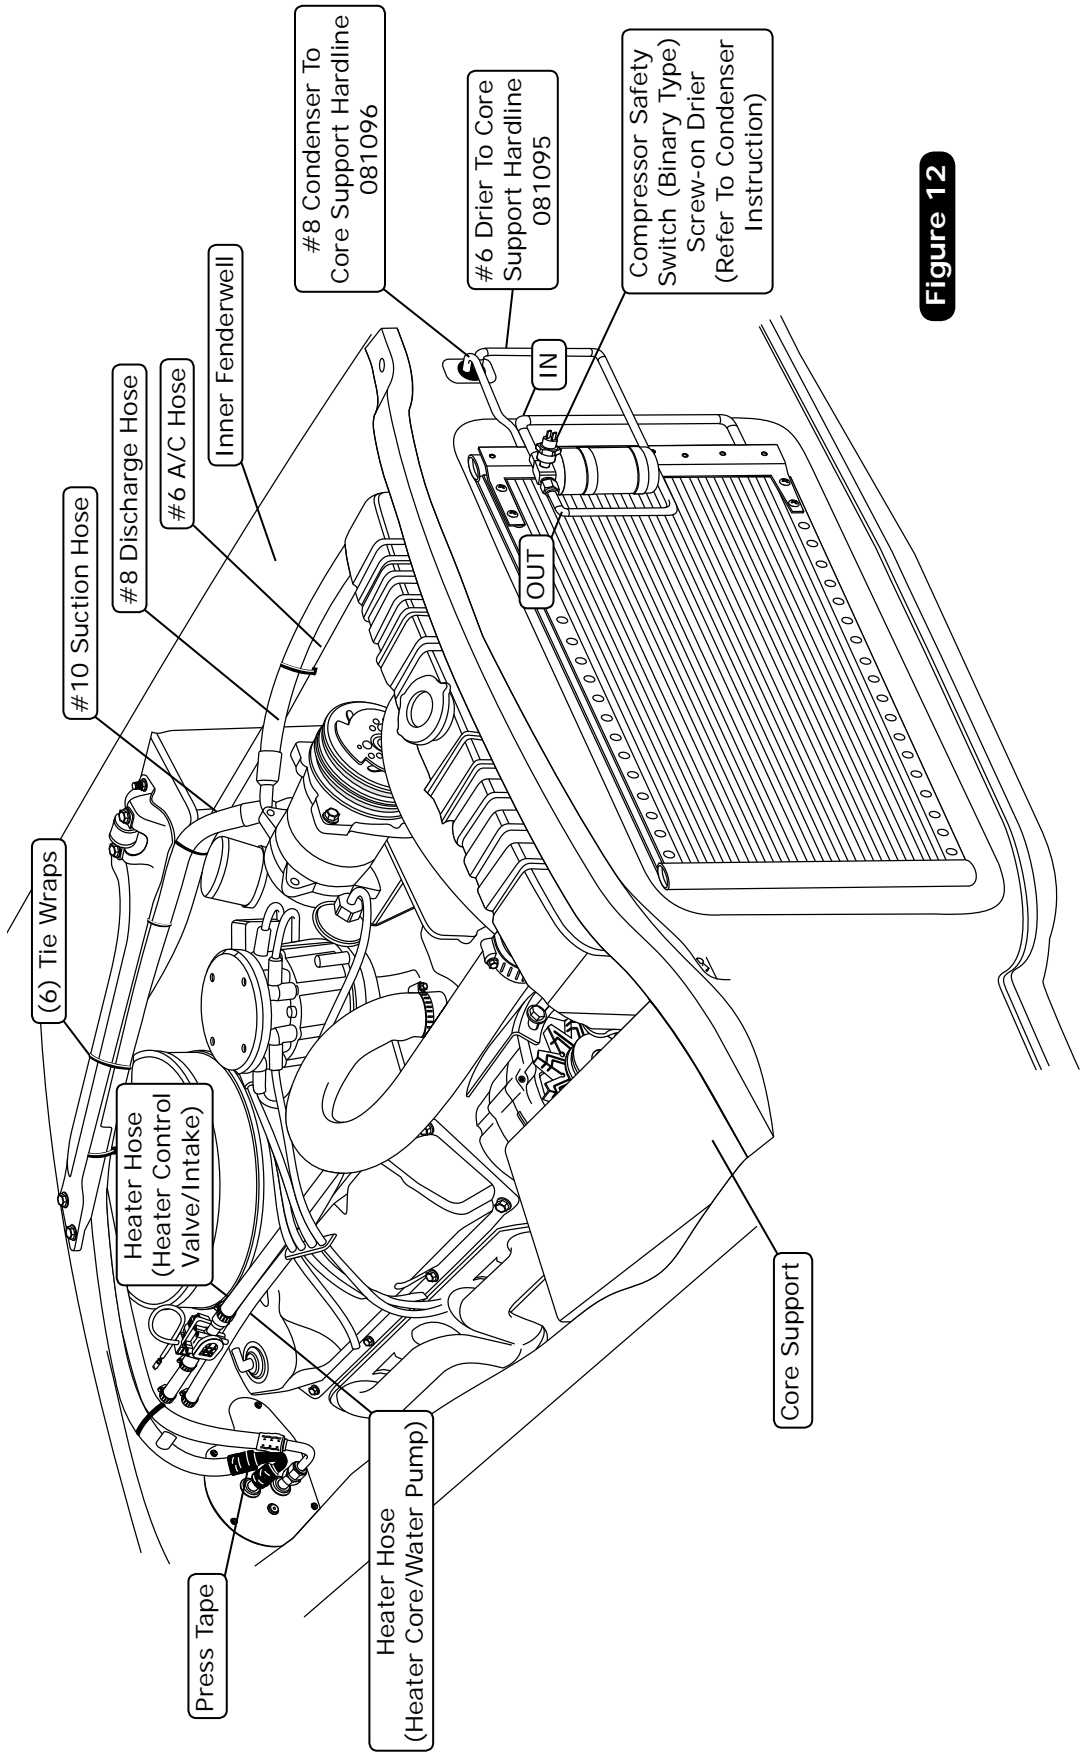 Press Tape
Heater Hose
(Heater Core/Water Pump)
Heater Hose
(Heater Control
Valve/Intake)
(6) Tie Wraps
#10 Suction Hose
#8 Discharge Hose
#6 A/C Hose
Inner Fenderwell
#8 Condenser To
Core Support Hardline
081096
#6 Drier To Core
Support Hardline
081095
Compressor Safety
Switch (Binary Type)
Screw-on Drier
(Refer To Condenser
Instruction)
IN
OUT
Core Support
Figure 12